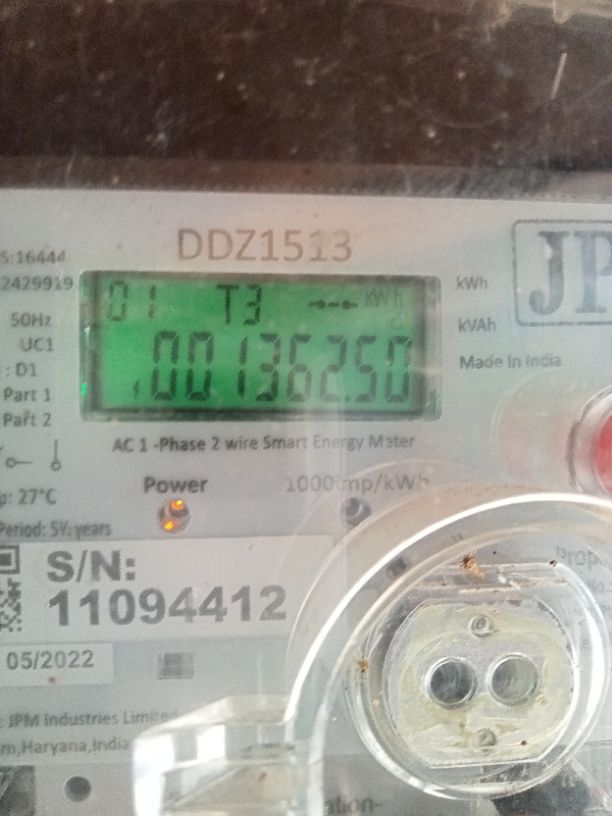 DDZ1513
S:16444
2429919
50Hz
UC1
: D1
Part 1
Part 2
01 T3 kWh
001362.50
kWh
kVAh
JP
Made In India
AC 1 -Phase 2 wire Smart Energy Meter
p: 27°C
Power
1000imp/kWh
Period: 5½ years
S/N:
11094412
05/2022
JPM Industries Limited
m,Haryana,India